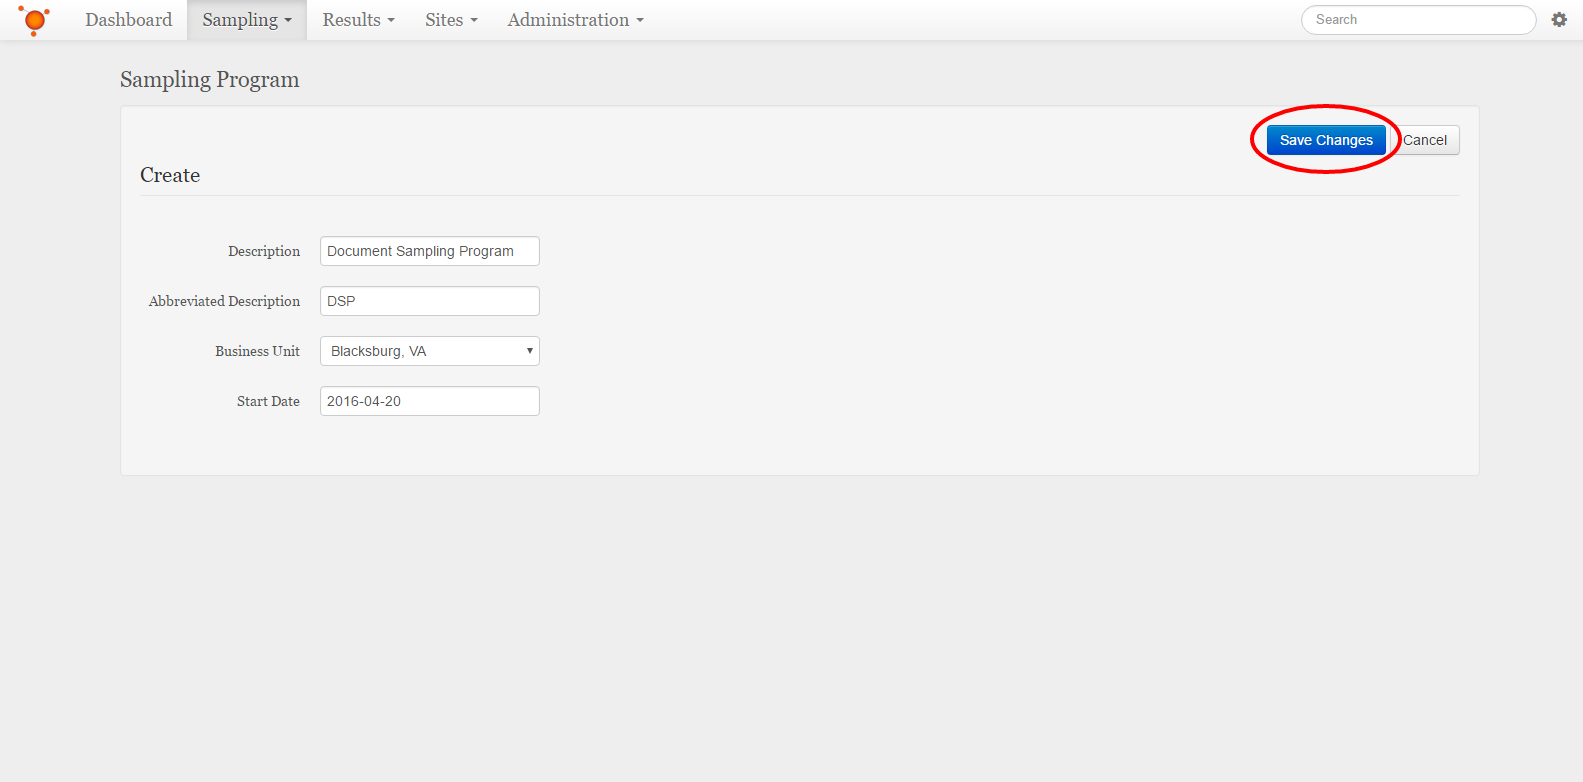 Dashboard Sampling Results Sites Administration Search
Sampling Program
Save Changes Cancel
Create
Description Document Sampling Program
Abbreviated Description DSP
Business Unit Blacksburg, VA
Start Date 2016-04-20